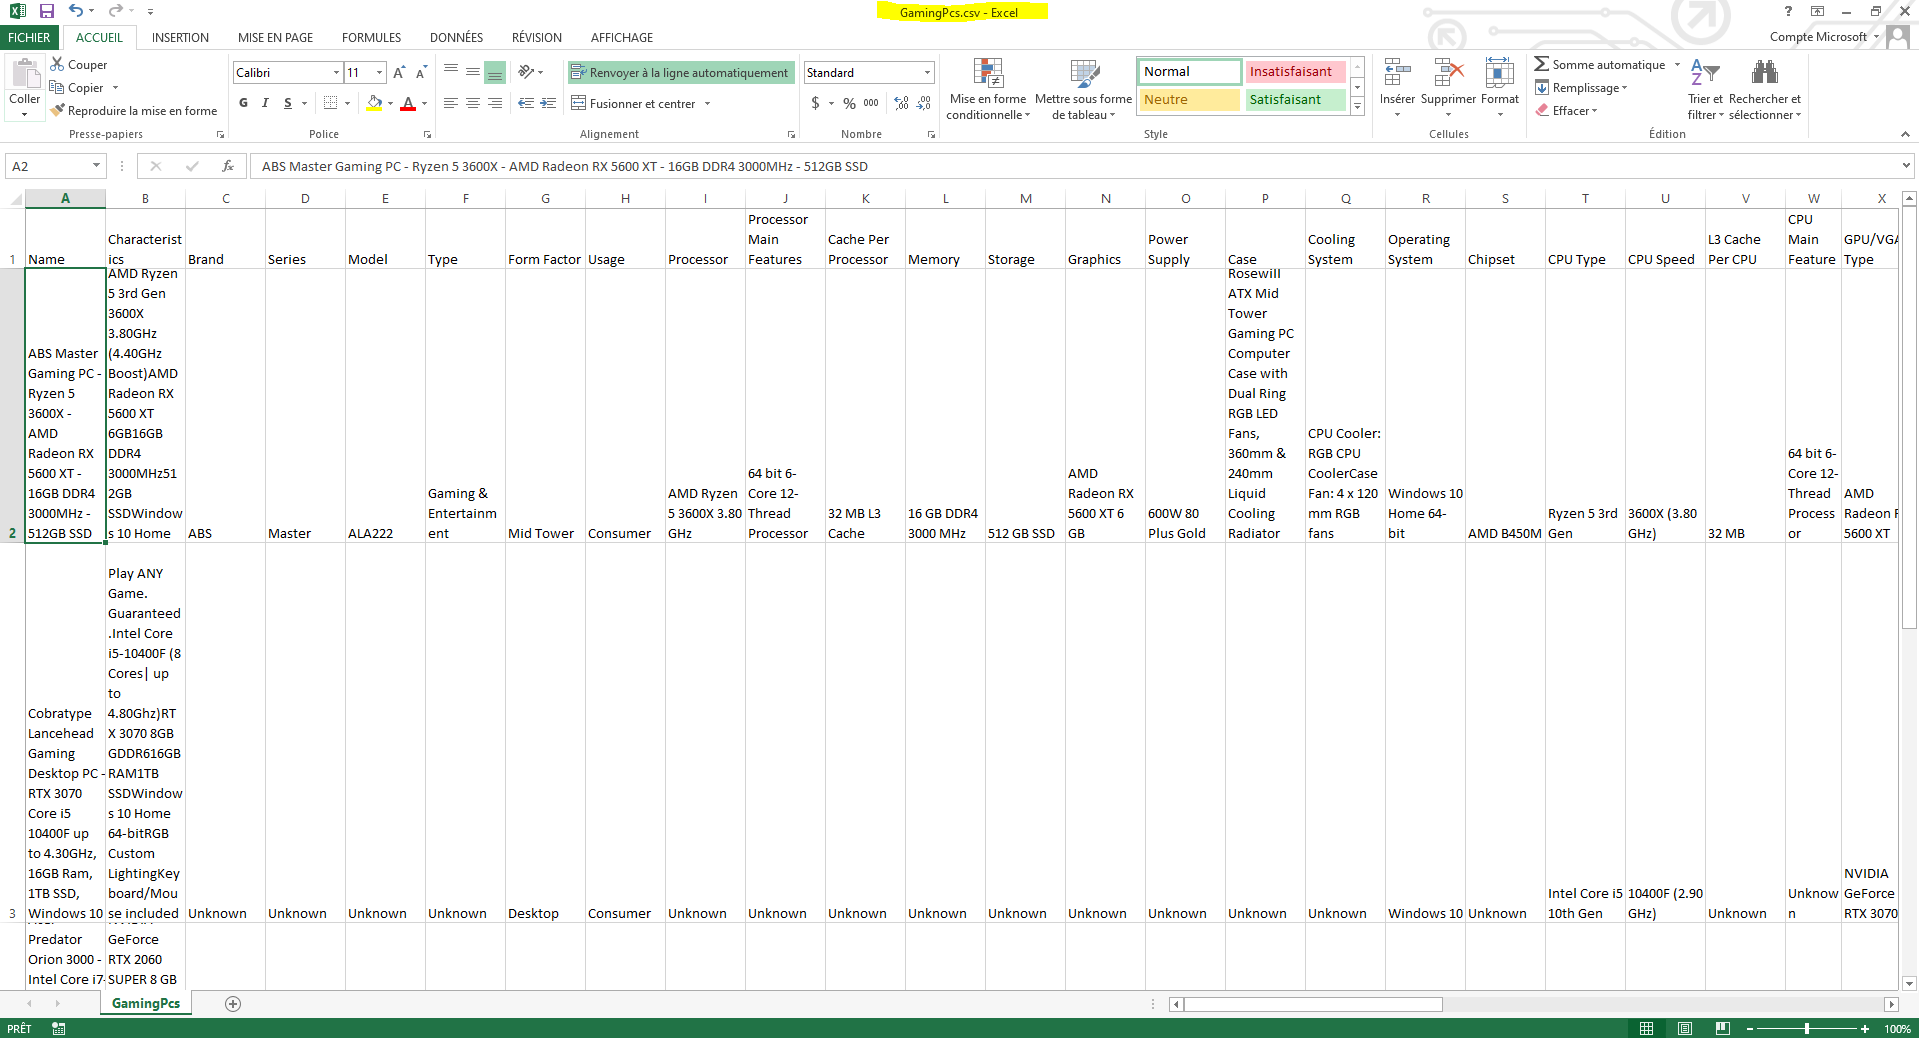 GamingPcs.csv - Excel
FICHIER ACCUEIL INSERTION MISE EN PAGE FORMULES DONNÉES RÉVISION AFFICHAGE Compte Microsoft
Coller
Couper
Copier
Reproduire la mise en forme
Presse-papiers
Calibri 11
G I S
Police
Renvoyer à la ligne automatiquement
Fusionner et centrer
Alignement
Standard
$ % 000
Nombre
Mise en forme
conditionnelle
Mettre sous forme
de tableau
Normal Insatisfaisant
Neutre Satisfaisant
Style
Insérer Supprimer Format
Cellules
Somme automatique
Remplissage
Effacer
Trier et
filtrer
Rechercher et
sélectionner
Édition
A2 fx ABS Master Gaming PC - Ryzen 5 3600X - AMD Radeon RX 5600 XT - 16GB DDR4 3000MHz - 512GB SSD
A B C D E F G H I J K L M N O P Q R S T U V W X
1
Name
Characterist
ics
Brand
Series
Model
Type
Form Factor
Usage
Processor
Processor
Main
Features
Cache Per
Processor
Memory
Storage
Graphics
Power
Supply
Case
Cooling
System
Operating
System
Chipset
CPU Type
CPU Speed
L3 Cache
Per CPU
CPU
Main
Feature
GPU/VGA
Type
2
ABS Master
Gaming PC -
Ryzen 5
3600X -
AMD
Radeon RX
5600 XT -
16GB DDR4
3000MHz -
512GB SSD
AMD Ryzen
5 3rd Gen
3600X
3.80GHz
(4.40GHz
Boost)AMD
Radeon RX
5600 XT
6GB16GB
DDR4
3000MHz51
2GB
SSDWindow
s 10 Home
ABS
Master
ALA222
Gaming &
Entertainm
ent
Mid Tower
Consumer
AMD Ryzen
5 3600X 3.80
GHz
64 bit 6-
Core 12-
Thread
Processor
32 MB L3
Cache
16 GB DDR4
3000 MHz
512 GB SSD
AMD
Radeon RX
5600 XT 6
GB
600W 80
Plus Gold
Rosewill
ATX Mid
Tower
Gaming PC
Computer
Case with
Dual Ring
RGB LED
Fans,
360mm &
240mm
Liquid
Cooling
Radiator
CPU Cooler:
RGB CPU
CoolerCase
Fan: 4 x 120
mm RGB
fans
Windows 10
Home 64-
bit
AMD B450M
Ryzen 5 3rd
Gen
3600X (3.80
GHz)
32 MB
64 bit 6-
Core 12-
Thread
Process
or
AMD
Radeon R
5600 XT
3
Cobratype
Lancehead
Gaming
Desktop PC -
RTX 3070
Core i5
10400F up
to 4.30GHz,
16GB Ram,
1TB SSD,
Windows 10
Play ANY
Game.
Guaranteed
.Intel Core
i5-10400F (8
Cores| up
to
4.80Ghz)RT
X 3070 8GB
GDDR616GB
RAM1TB
SSDWindow
s 10 Home
64-bitRGB
Custom
LightingKey
board/Mou
se included
Unknown
Unknown
Unknown
Unknown
Desktop
Consumer
Unknown
Unknown
Unknown
Unknown
Unknown
Unknown
Unknown
Unknown
Unknown
Windows 10
Unknown
Intel Core i5
10th Gen
10400F (2.90
GHz)
Unknown
Unknow
n
NVIDIA
GeForce
RTX 3070
Predator
Orion 3000 -
Intel Core i7-
GeForce
RTX 2060
SUPER 8 GB
GamingPcs
PRÊT 100%